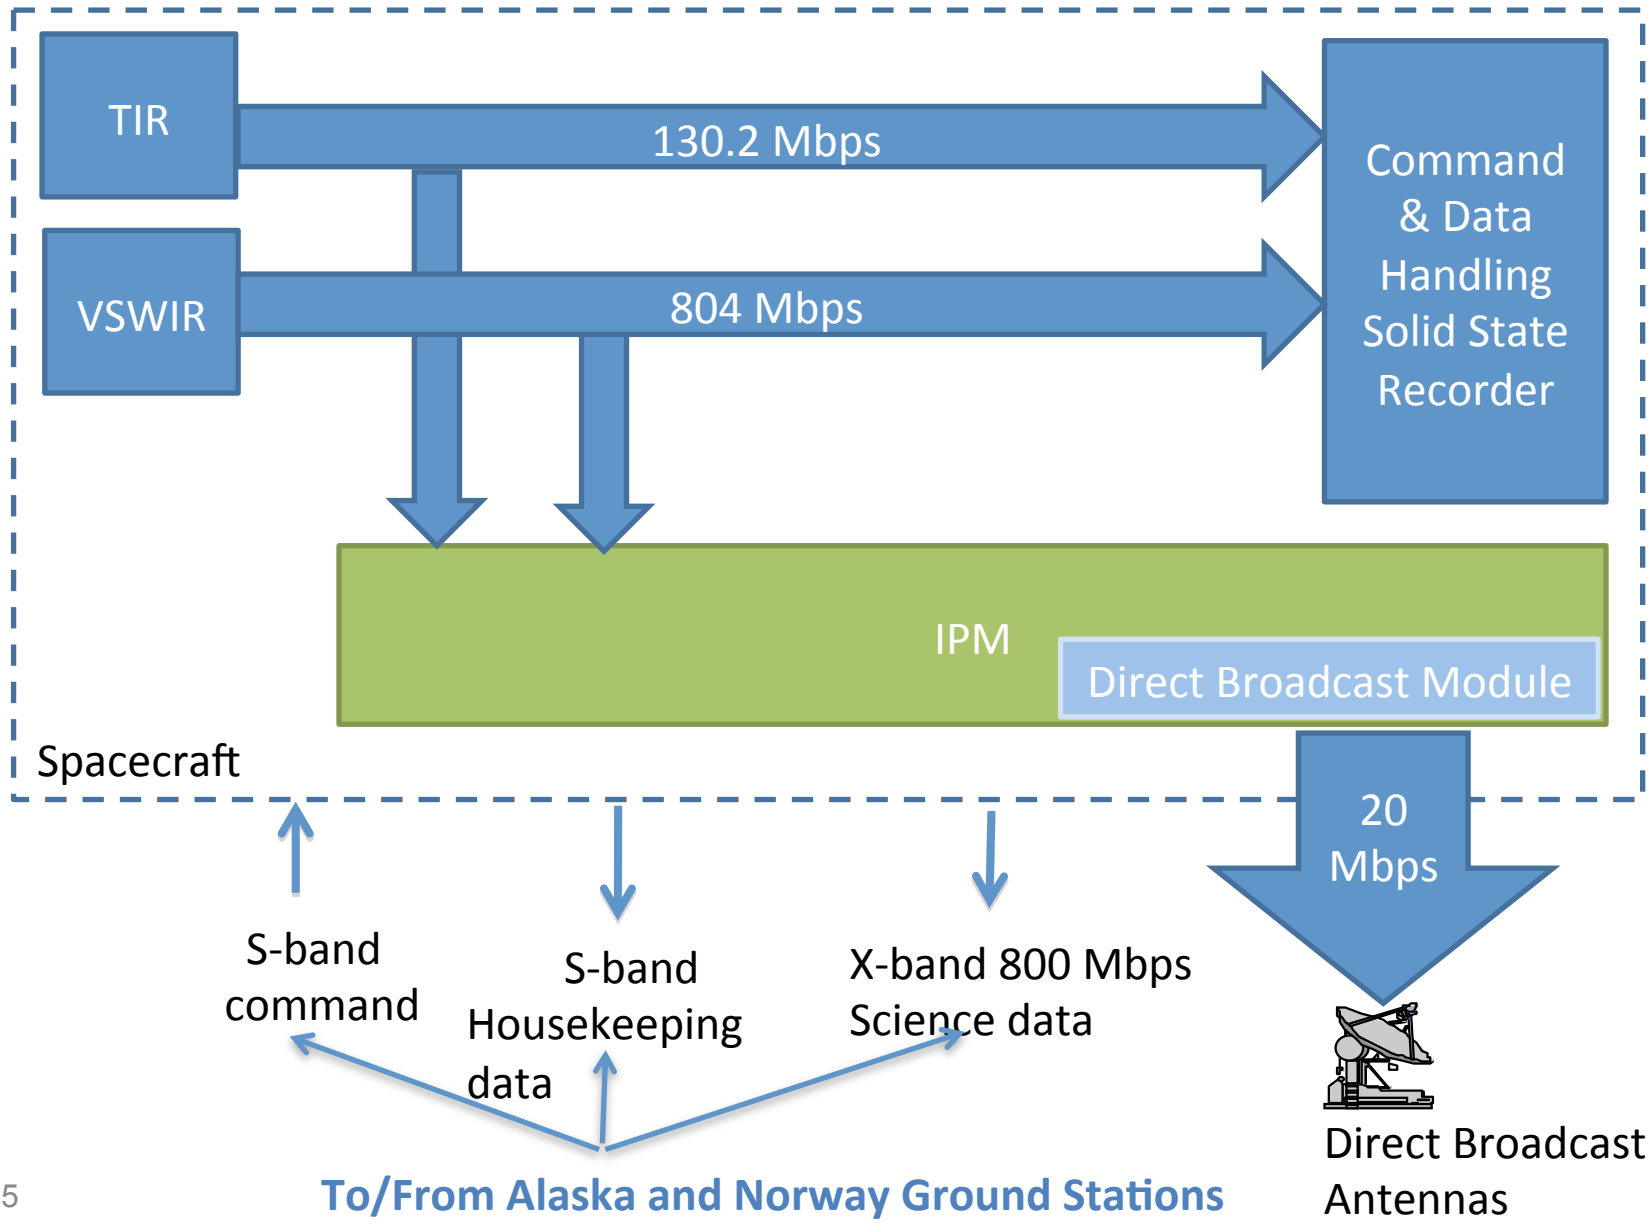 TIR
130.2 Mbps
VSWIR
804 Mbps
Command
& Data
Handling
Solid State
Recorder
IPM
Direct Broadcast Module
Spacecraft
20
Mbps
S-band
command
S-band
Housekeeping
data
X-band 800 Mbps
Science data
Direct Broadcast
Antennas
5
To/From Alaska and Norway Ground Stations